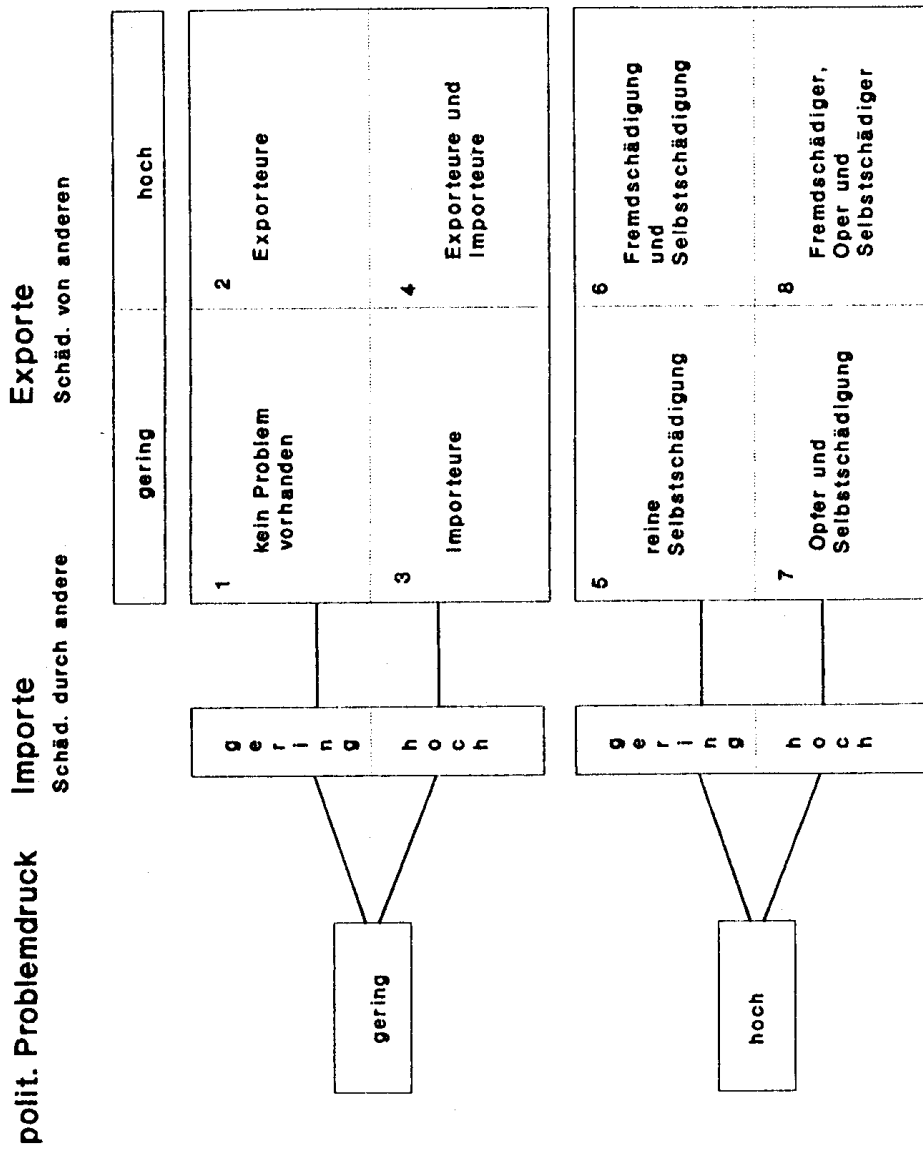 polit. Problemdruck
Importe
Schäd. durch andere
Exporte
Schäd. von anderen
gering
hoch
gering
gering
hoch
1
kein Problem
vorhanden
2
Exporteure
3
Importeure
4
Exporteure und
Importeure
hoch
gering
hoch
5
reine
Selbstschädigung
6
Fremdschädigung
und
Selbstschädigung
7
Opfer und
Selbstschädigung
8
Fremdschädiger,
Oper und
Selbstschädiger